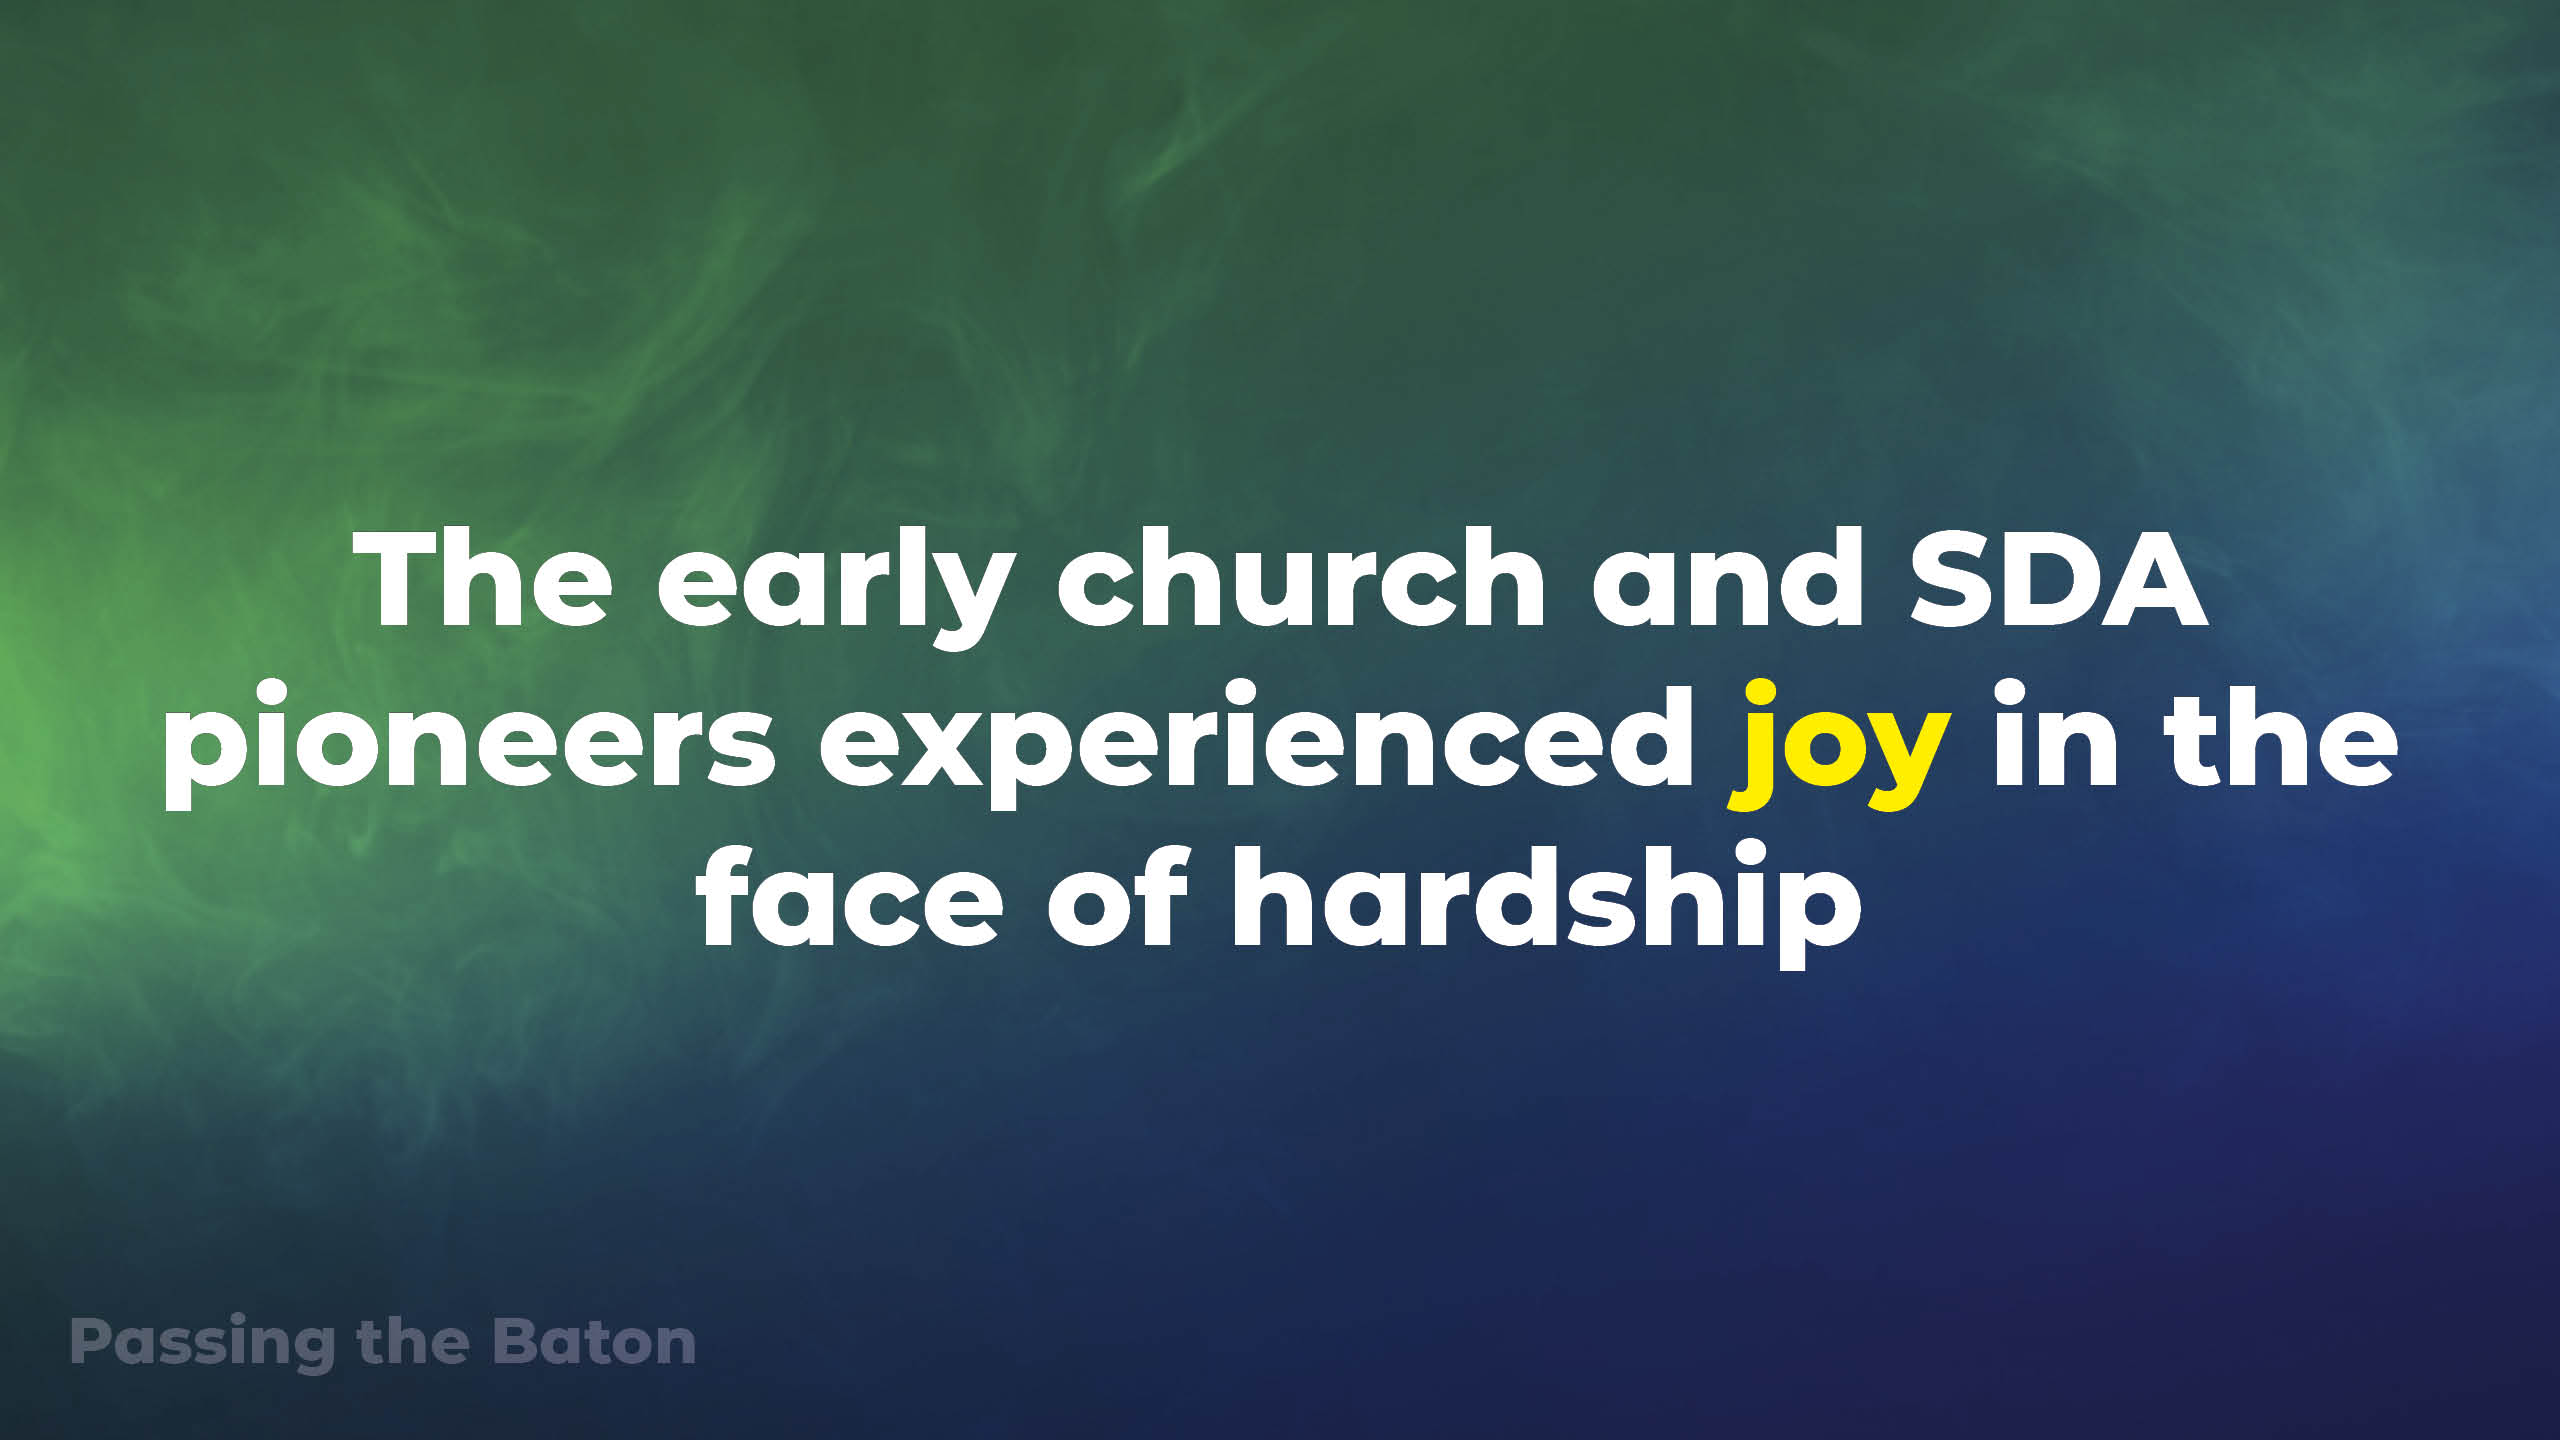 The early church and SDA
pioneers experienced joy in the
face of hardship
Passing the Baton